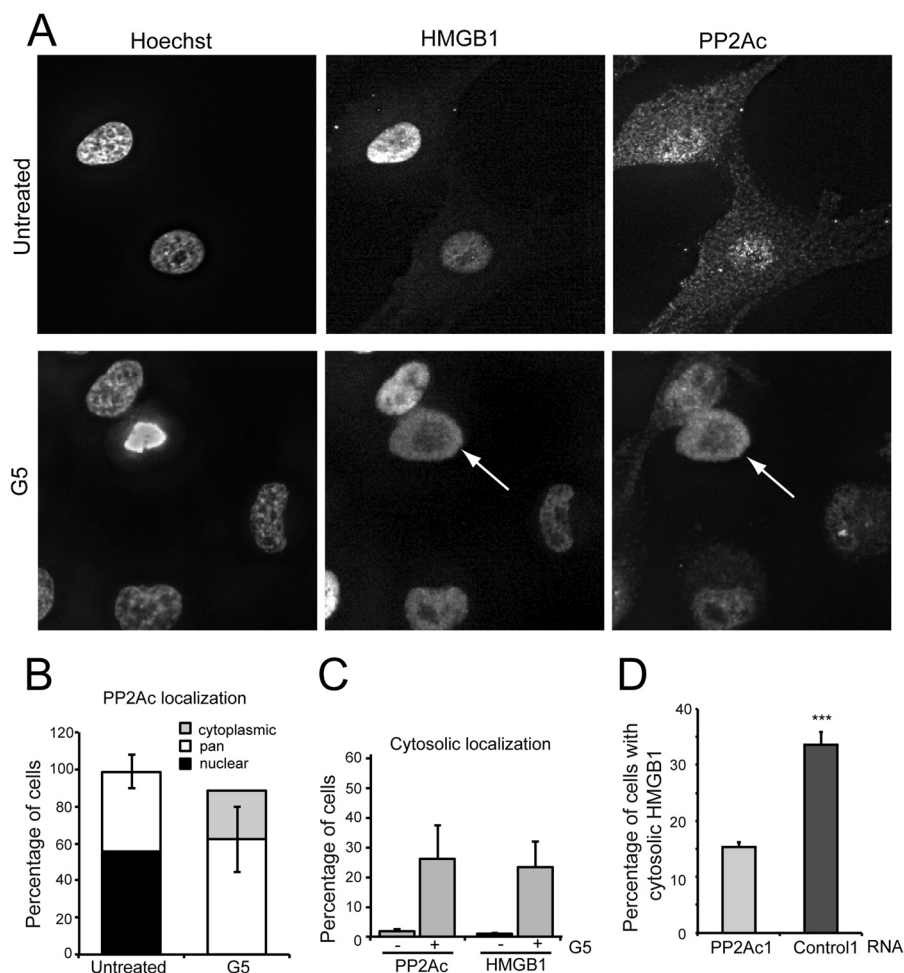 A
Hoechst HMGB1 PP2Ac
Untreated
G5
B
PP2Ac localization
cytoplasmic
pan
nuclear
Percentage of cells
120
100
80
60
40
20
0
Untreated G5
C
Cytosolic localization
Percentage of cells
60
50
40
30
20
10
0
- + - + G5
PP2Ac HMGB1
D
Percentage of cells with
cytosolic HMGB1
40
30
20
10
0
***
PP2Ac1 Control1 RNA